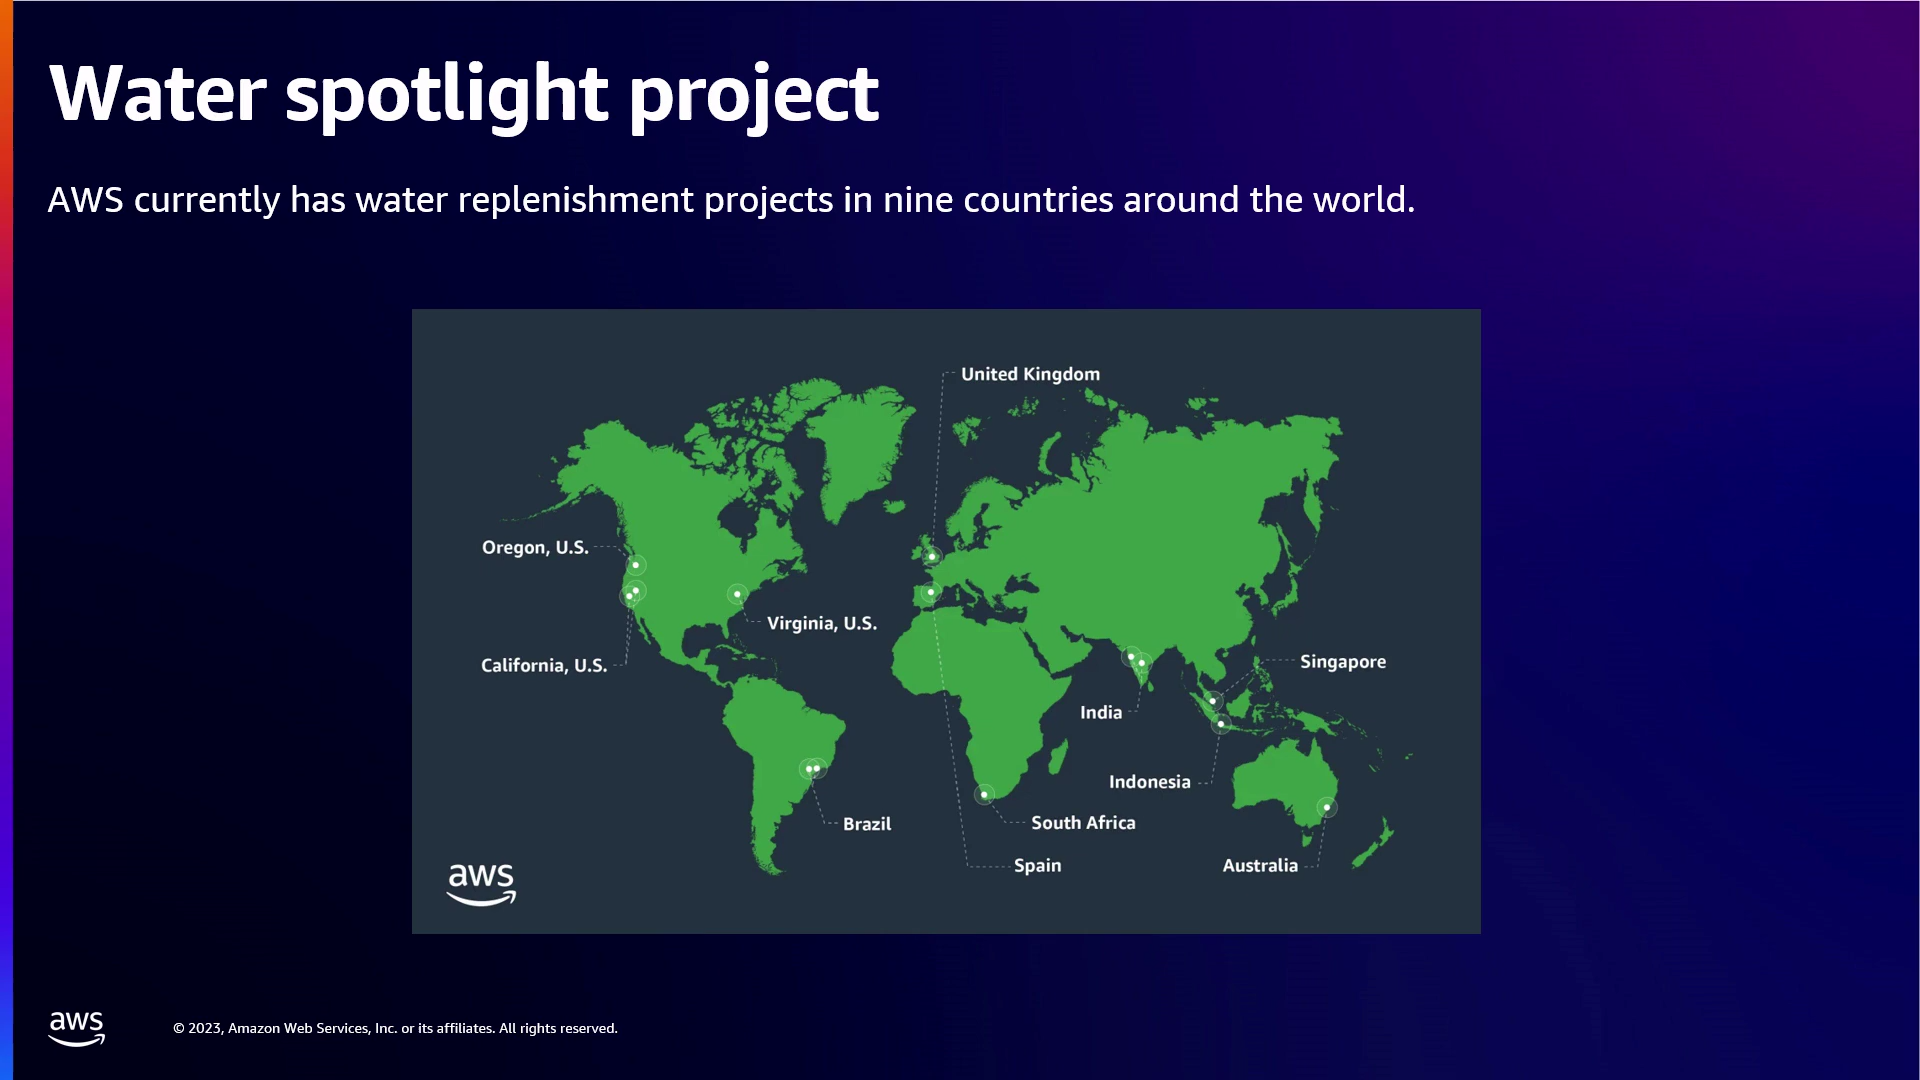 Water spotlight project
AWS currently has water replenishment projects in nine countries around the world.
United Kingdom
Oregon, U.S.
Virginia, U.S.
California, U.S.
Singapore
India
Indonesia
Brazil
South Africa
Spain
Australia
aws
aws
© 2023, Amazon Web Services, Inc. or its affiliates. All rights reserved.